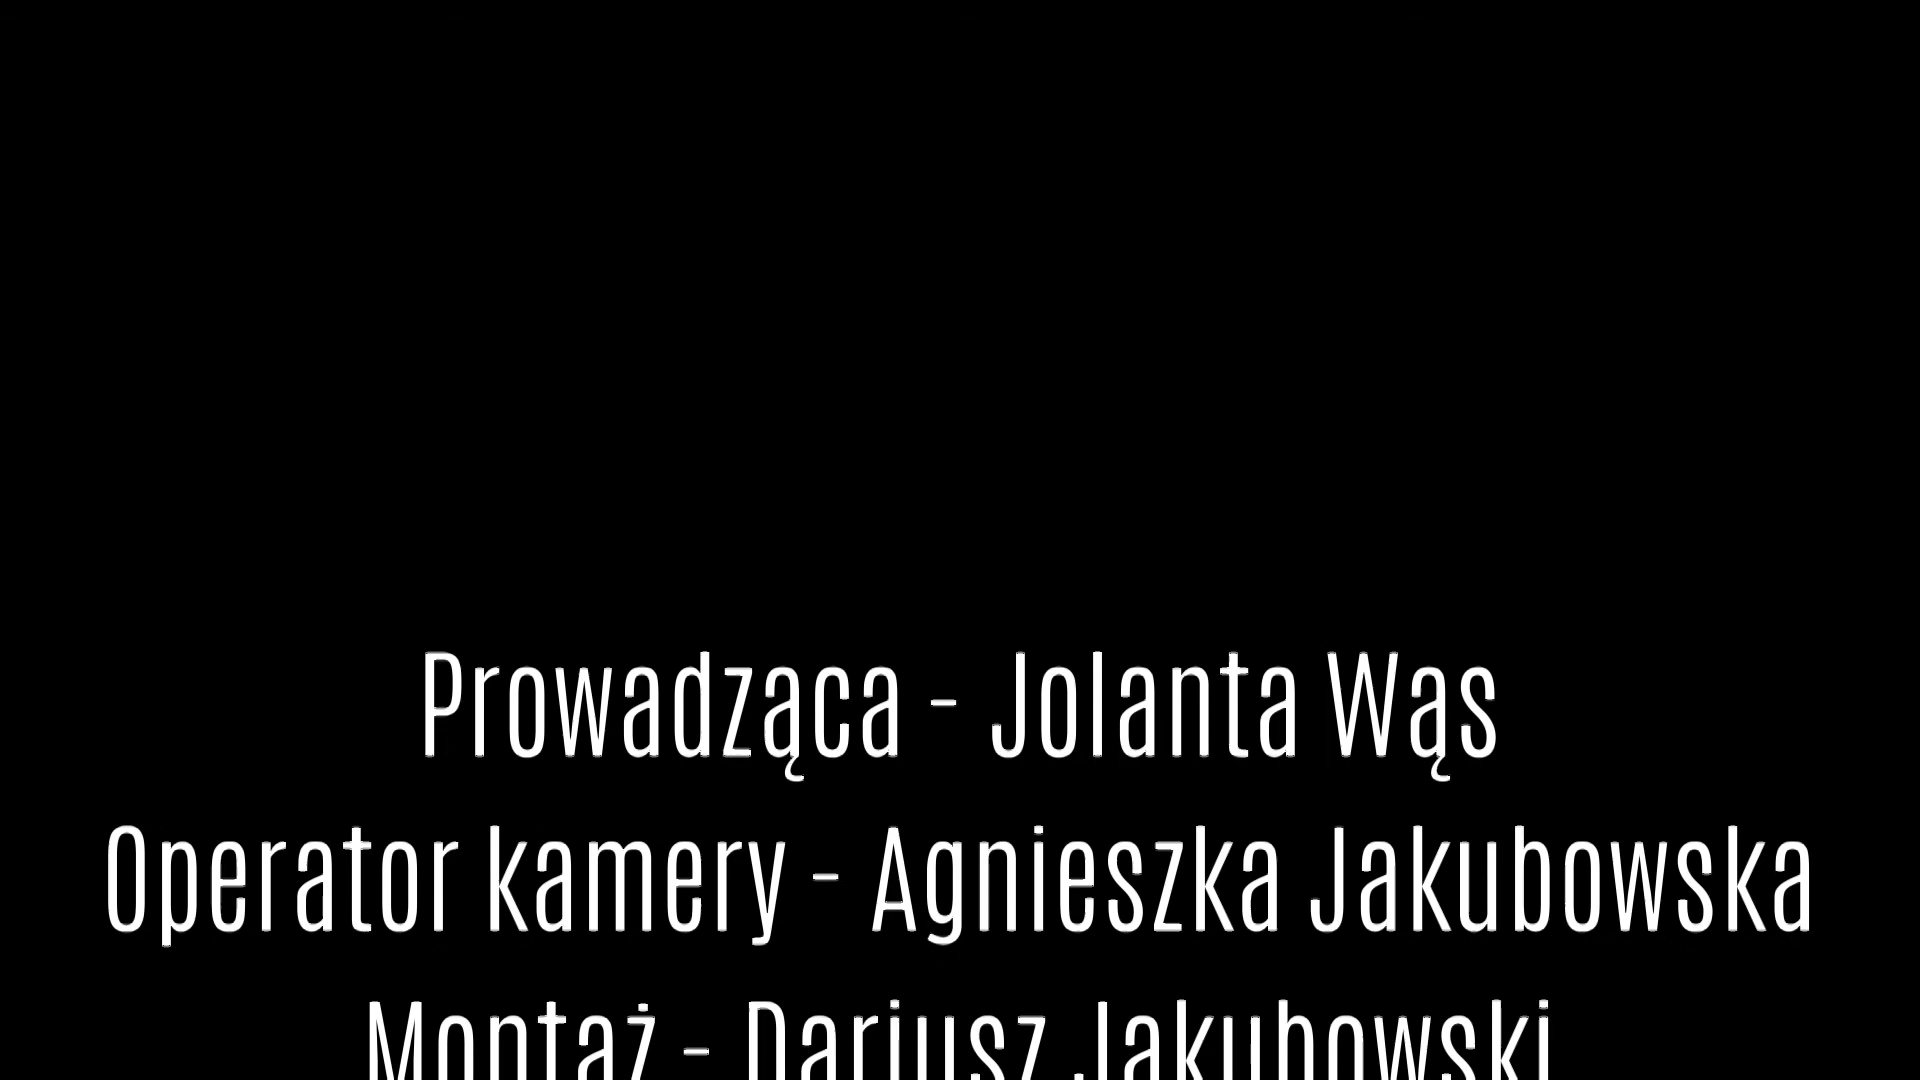 Prowadząca - Jolanta Wąs
Operator kamery - Agnieszka Jakubowska
Montaż - Dariusz Jakubowski